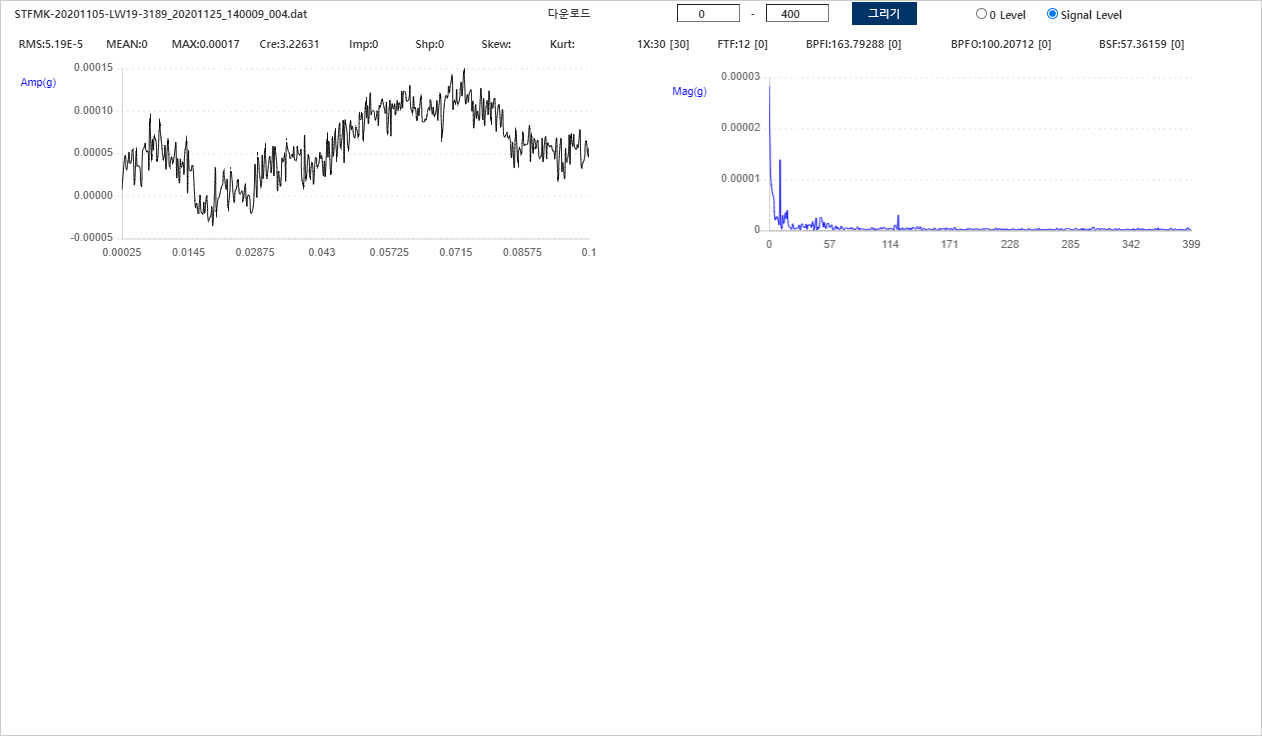 STFMK-20201105-LW19-3189_20201125_140009_004.dat 다운로드 0 - 400 그리기 0 Level Signal Level
RMS:5.19E-5 MEAN:0 MAX:0.00017 Cre:3.22631 Imp:0 Shp:0 Skew: Kurt: 1X:30 [30] FTF:12 [0] BPFI:163.79288 [0] BPFO:100.20712 [0] BSF:57.36159 [0]
Amp(g)
0.00015
0.00010
0.00005
0.00000
-0.00005
0.00025 0.0145 0.02875 0.043 0.05725 0.0715 0.08575 0.1
Mag(g)
0.00003
0.00002
0.00001
0
0 57 114 171 228 285 342 399